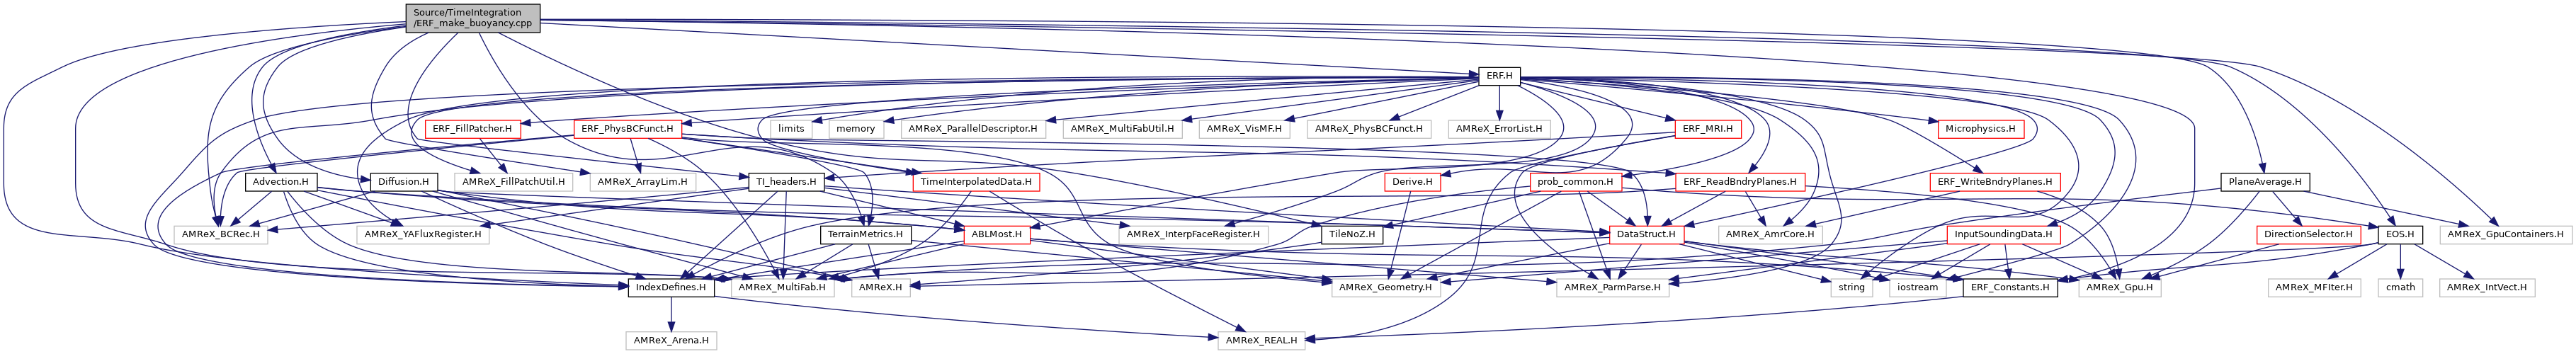 Source/TimeIntegration
/ERF_make_buoyancy.cpp
ERF.H
ERF_FillPatcher.H
ERF_PhysBCFunct.H
limits
memory
AMReX_ParallelDescriptor.H
AMReX_MultiFabUtil.H
AMReX_VisMF.H
AMReX_PhysBCFunct.H
AMReX_ErrorList.H
ERF_MRI.H
Microphysics.H
Advection.H
Diffusion.H
AMReX_FillPatchUtil.H
AMReX_ArrayLim.H
TI_headers.H
TimeInterpolatedData.H
Derive.H
prob_common.H
ERF_ReadBndryPlanes.H
ERF_WriteBndryPlanes.H
PlaneAverage.H
AMReX_BCRec.H
AMReX_YAFluxRegister.H
TerrainMetrics.H
ABLMost.H
AMReX_InterpFaceRegister.H
TileNoZ.H
DataStruct.H
AMReX_AmrCore.H
InputSoundingData.H
DirectionSelector.H
EOS.H
AMReX_GpuContainers.H
IndexDefines.H
AMReX_MultiFab.H
AMReX.H
AMReX_Geometry.H
AMReX_ParmParse.H
string
iostream
ERF_Constants.H
AMReX_Gpu.H
AMReX_MFIter.H
cmath
AMReX_IntVect.H
AMReX_Arena.H
AMReX_REAL.H